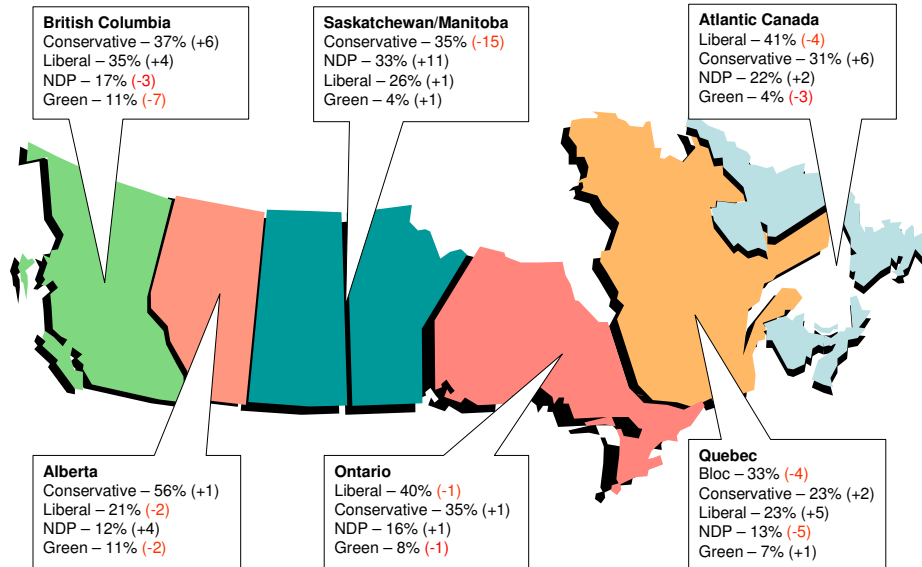 British Columbia
Conservative – 37% (+6)
Liberal – 35% (+4)
NDP – 17% (-3)
Green – 11% (-7)
Saskatchewan/Manitoba
Conservative – 35% (-15)
NDP – 33% (+11)
Liberal – 26% (+1)
Green – 4% (+1)
Atlantic Canada
Liberal – 41% (-4)
Conservative – 31% (+6)
NDP – 22% (+2)
Green – 4% (-3)
Alberta
Conservative – 56% (+1)
Liberal – 21% (-2)
NDP – 12% (+4)
Green – 11% (-2)
Ontario
Liberal – 40% (-1)
Conservative – 35% (+1)
NDP – 16% (+1)
Green – 8% (-1)
Quebec
Bloc – 33% (-4)
Conservative – 23% (+2)
Liberal – 23% (+5)
NDP – 13% (-5)
Green – 7% (+1)